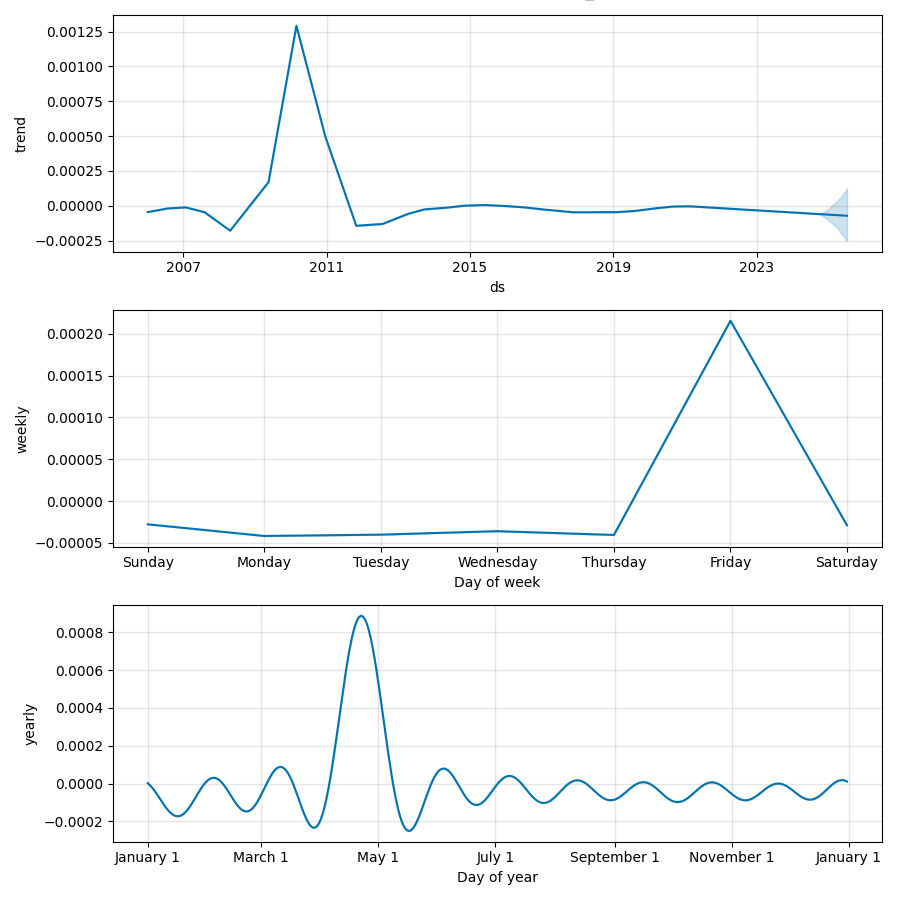 0.00125
0.00100
0.00075
0.00050
0.00025
0.00000
−0.00025
trend
2007 2011 2015 2019 2023
ds
0.00020
0.00015
0.00010
0.00005
0.00000
−0.00005
weekly
Sunday Monday Tuesday Wednesday Thursday Friday Saturday
Day of week
0.0008
0.0006
0.0004
0.0002
0.0000
−0.0002
yearly
January 1 March 1 May 1 July 1 September 1 November 1 January 1
Day of year